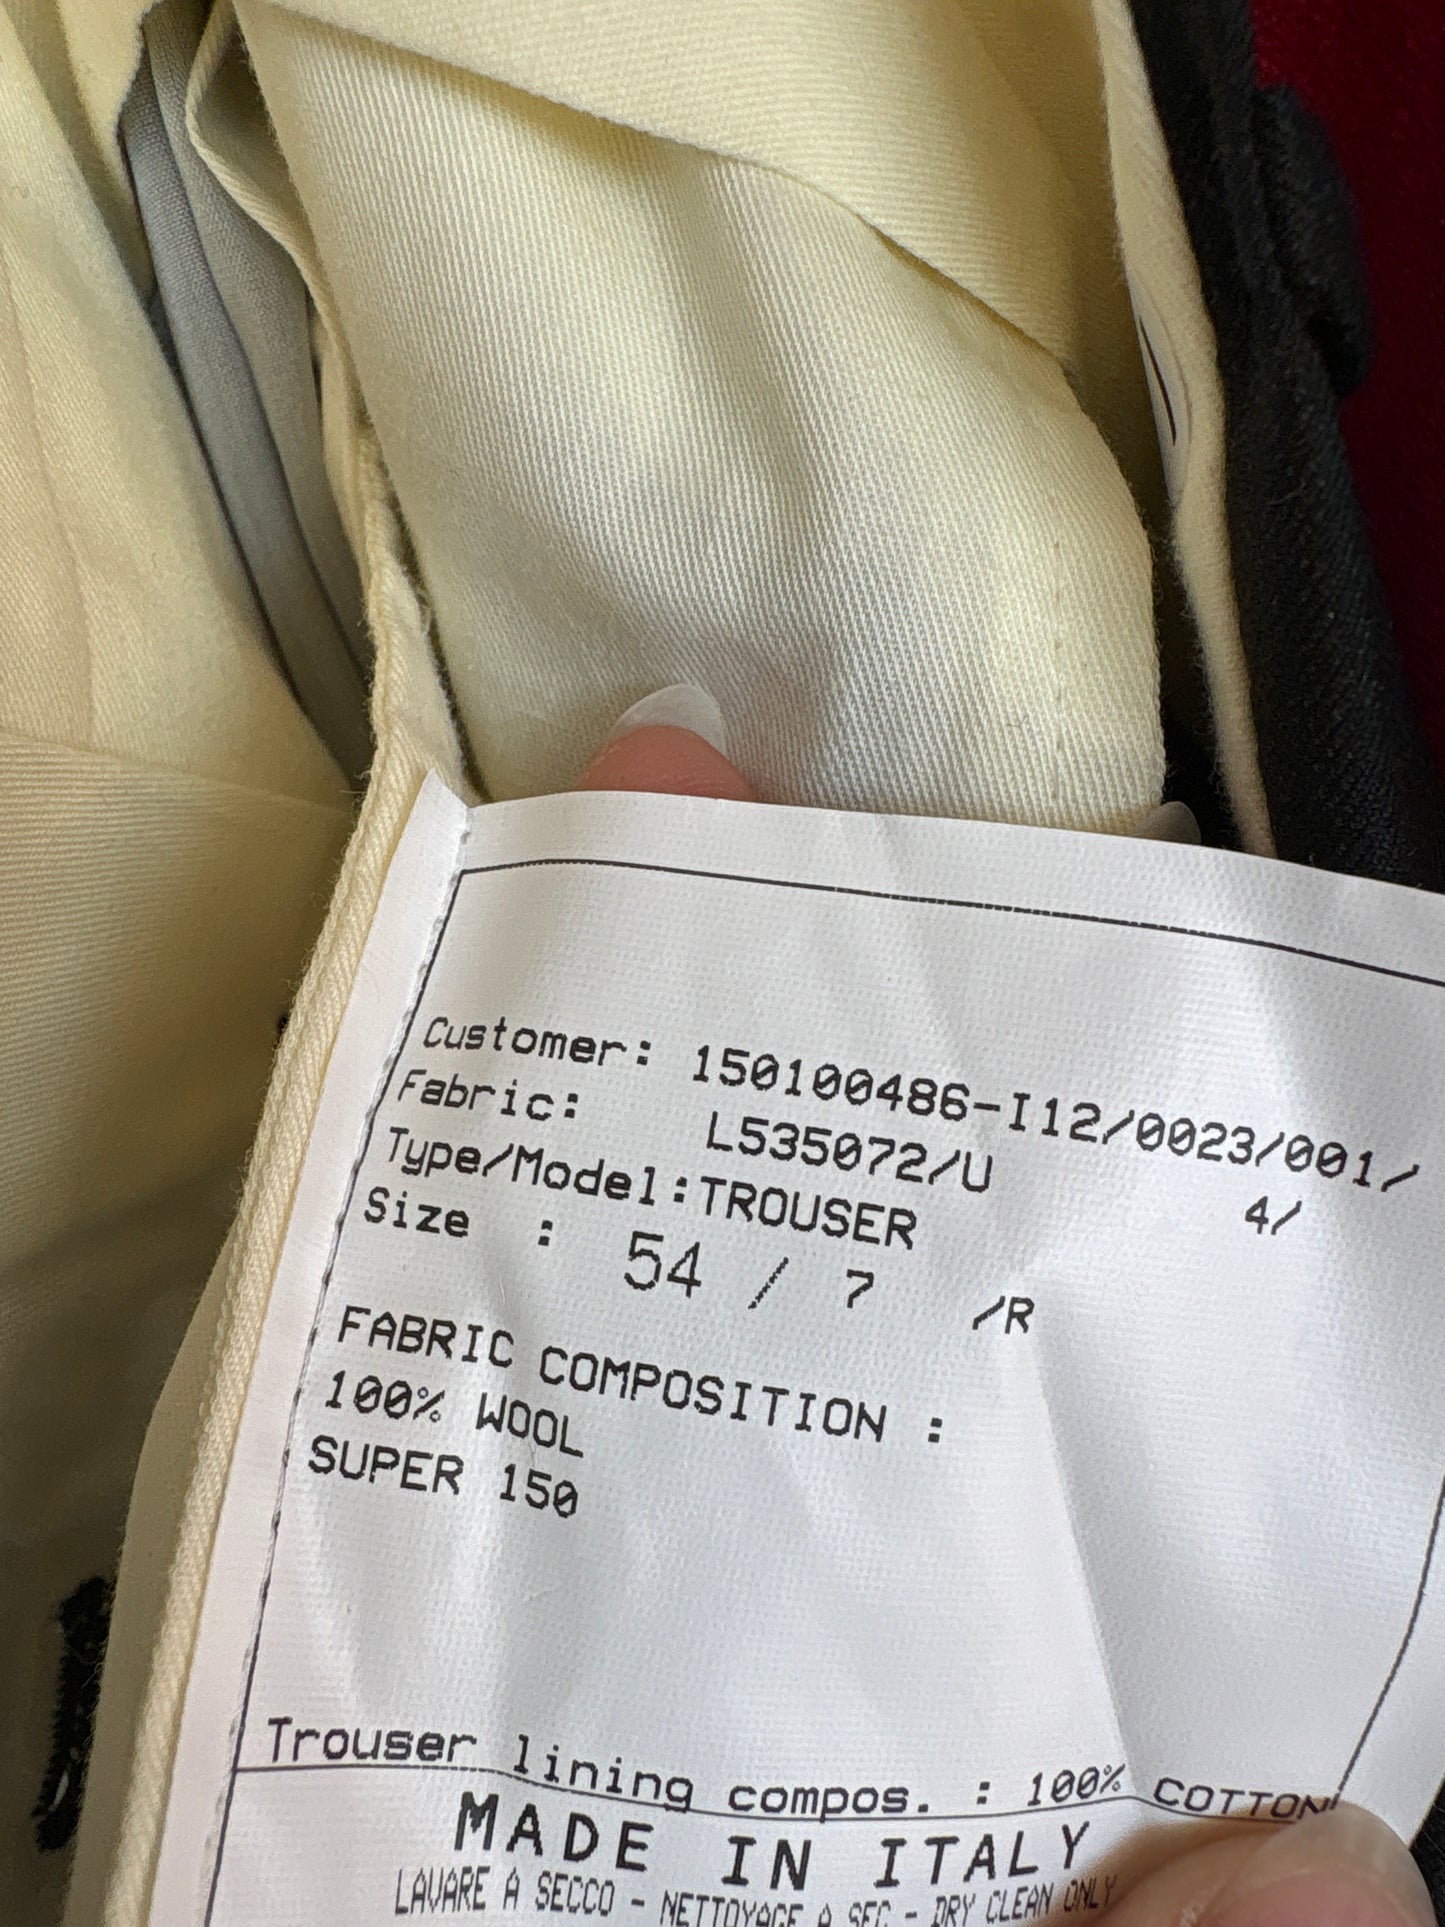 Customer: 150100486-I12/0023/001/
Fabric: L535072/U 4/
Type/Model:TROUSER
Size : 54 / 7 /R
FABRIC COMPOSITION :
100% WOOL
SUPER 150
Trouser lining compos. : 100% COTTON
MADE IN ITALY
LAVARE A SECCO - NETTOYAGE A SEC - DRY CLEAN ONLY